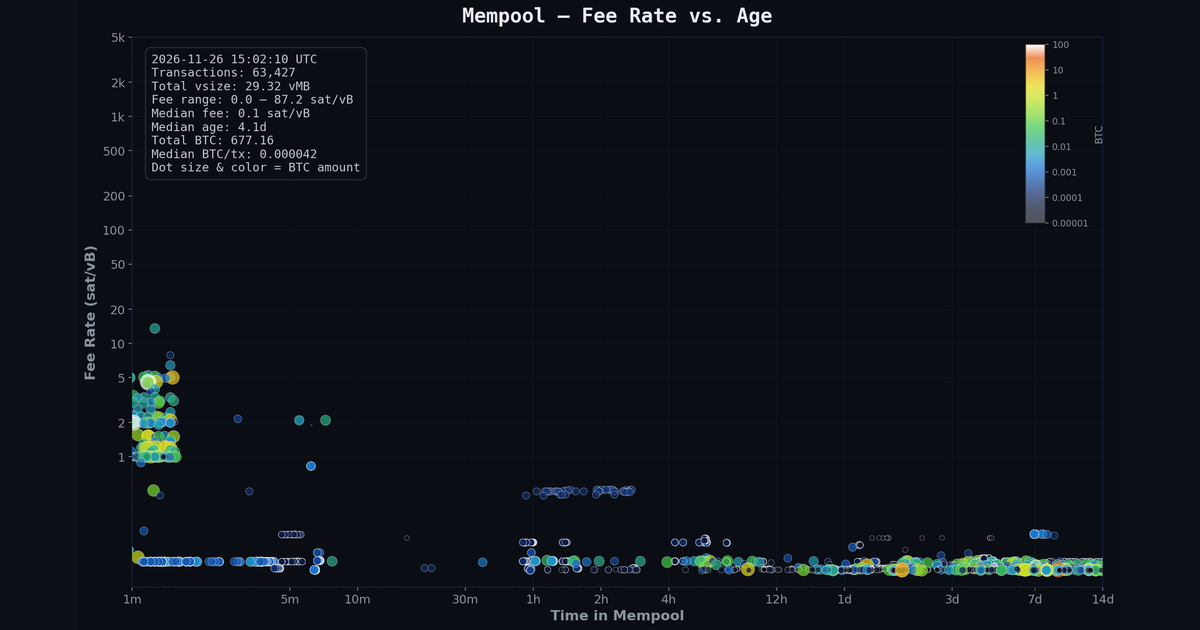 Mempool — Fee Rate vs. Age
2026-11-26 15:02:10 UTC
Transactions: 63,427
Total vsize: 29.32 vMB
Fee range: 0.0 – 87.2 sat/vB
Median fee: 0.1 sat/vB
Median age: 4.1d
Total BTC: 677.16
Median BTC/tx: 0.000042
Dot size & color = BTC amount
100
10
1
0.1
0.01
0.001
0.0001
0.00001
BTC
Fee Rate (sat/vB)
5k
2k
1k
500
200
100
50
20
10
5
2
1
1m 5m 10m 30m 1h 2h 4h 12h 1d 3d 7d 14d
Time in Mempool